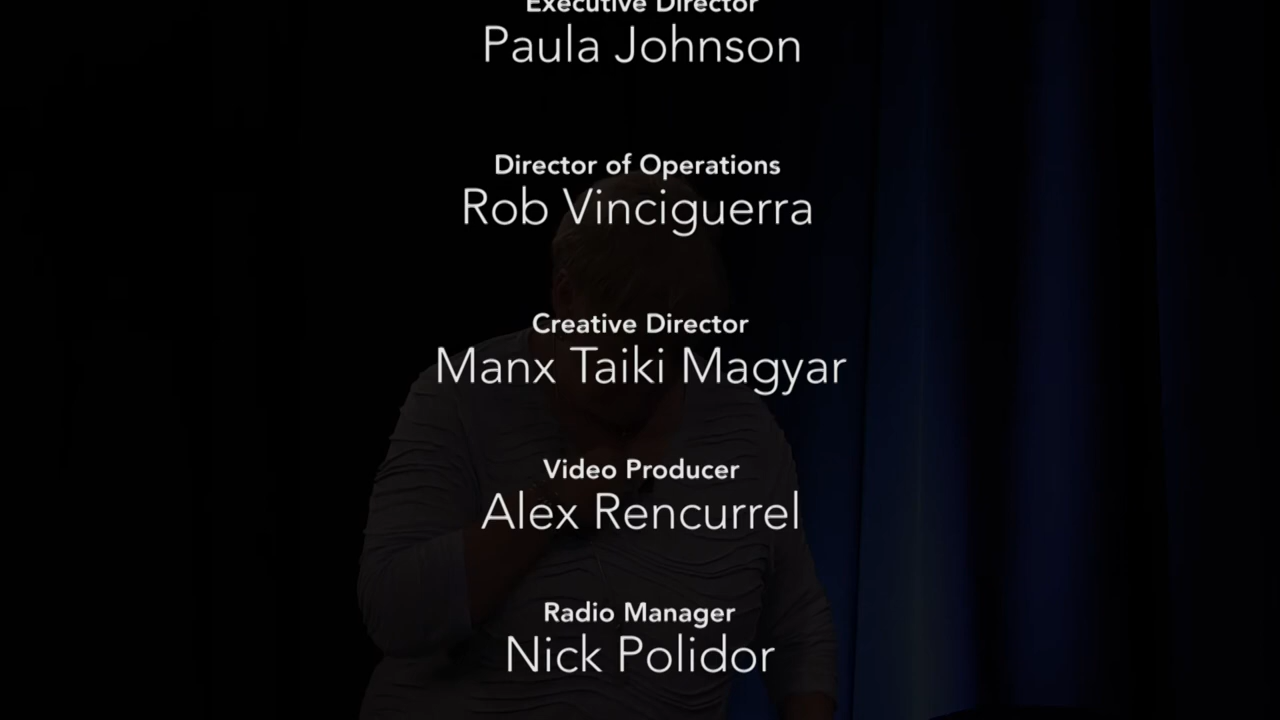 Executive Director
Paula Johnson
Director of Operations
Rob Vinciguerra
Creative Director
Manx Taiki Magyar
Video Producer
Alex Rencurrel
Radio Manager
Nick Polidor